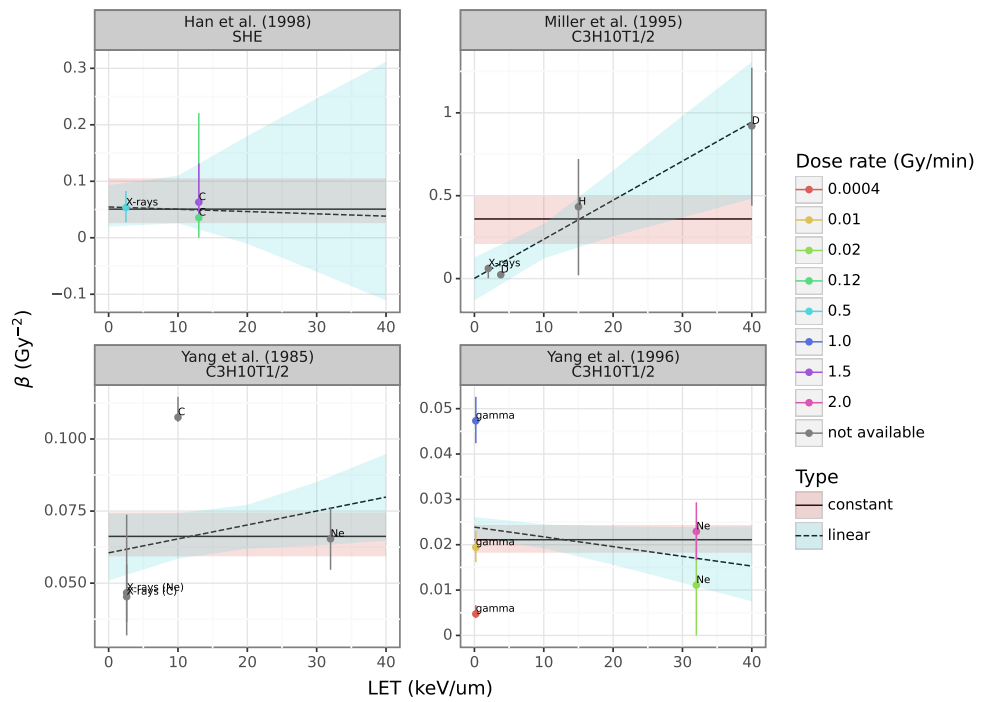 Han et al. (1998)
SHE
Miller et al. (1995)
C3H10T1/2
0.3
0.2
0.1
0
−0.1
X-rays
C
C
0 10 20 30 40
1
0.5
0
X-rays
D
H
D
0 10 20 30 40
Yang et al. (1985)
C3H10T1/2
Yang et al. (1996)
C3H10T1/2
0.100
0.075
0.050
C
Ne
X-rays (Ne)
X-rays (C)
0 10 20 30 40
0.05
0.04
0.03
0.02
0.01
0
gamma
gamma
gamma
Ne
Ne
0 10 20 30 40
β (Gy⁻²)
LET (keV/um)
Dose rate (Gy/min)
0.0004
0.01
0.02
0.12
0.5
1.0
1.5
2.0
not available
Type
constant
linear